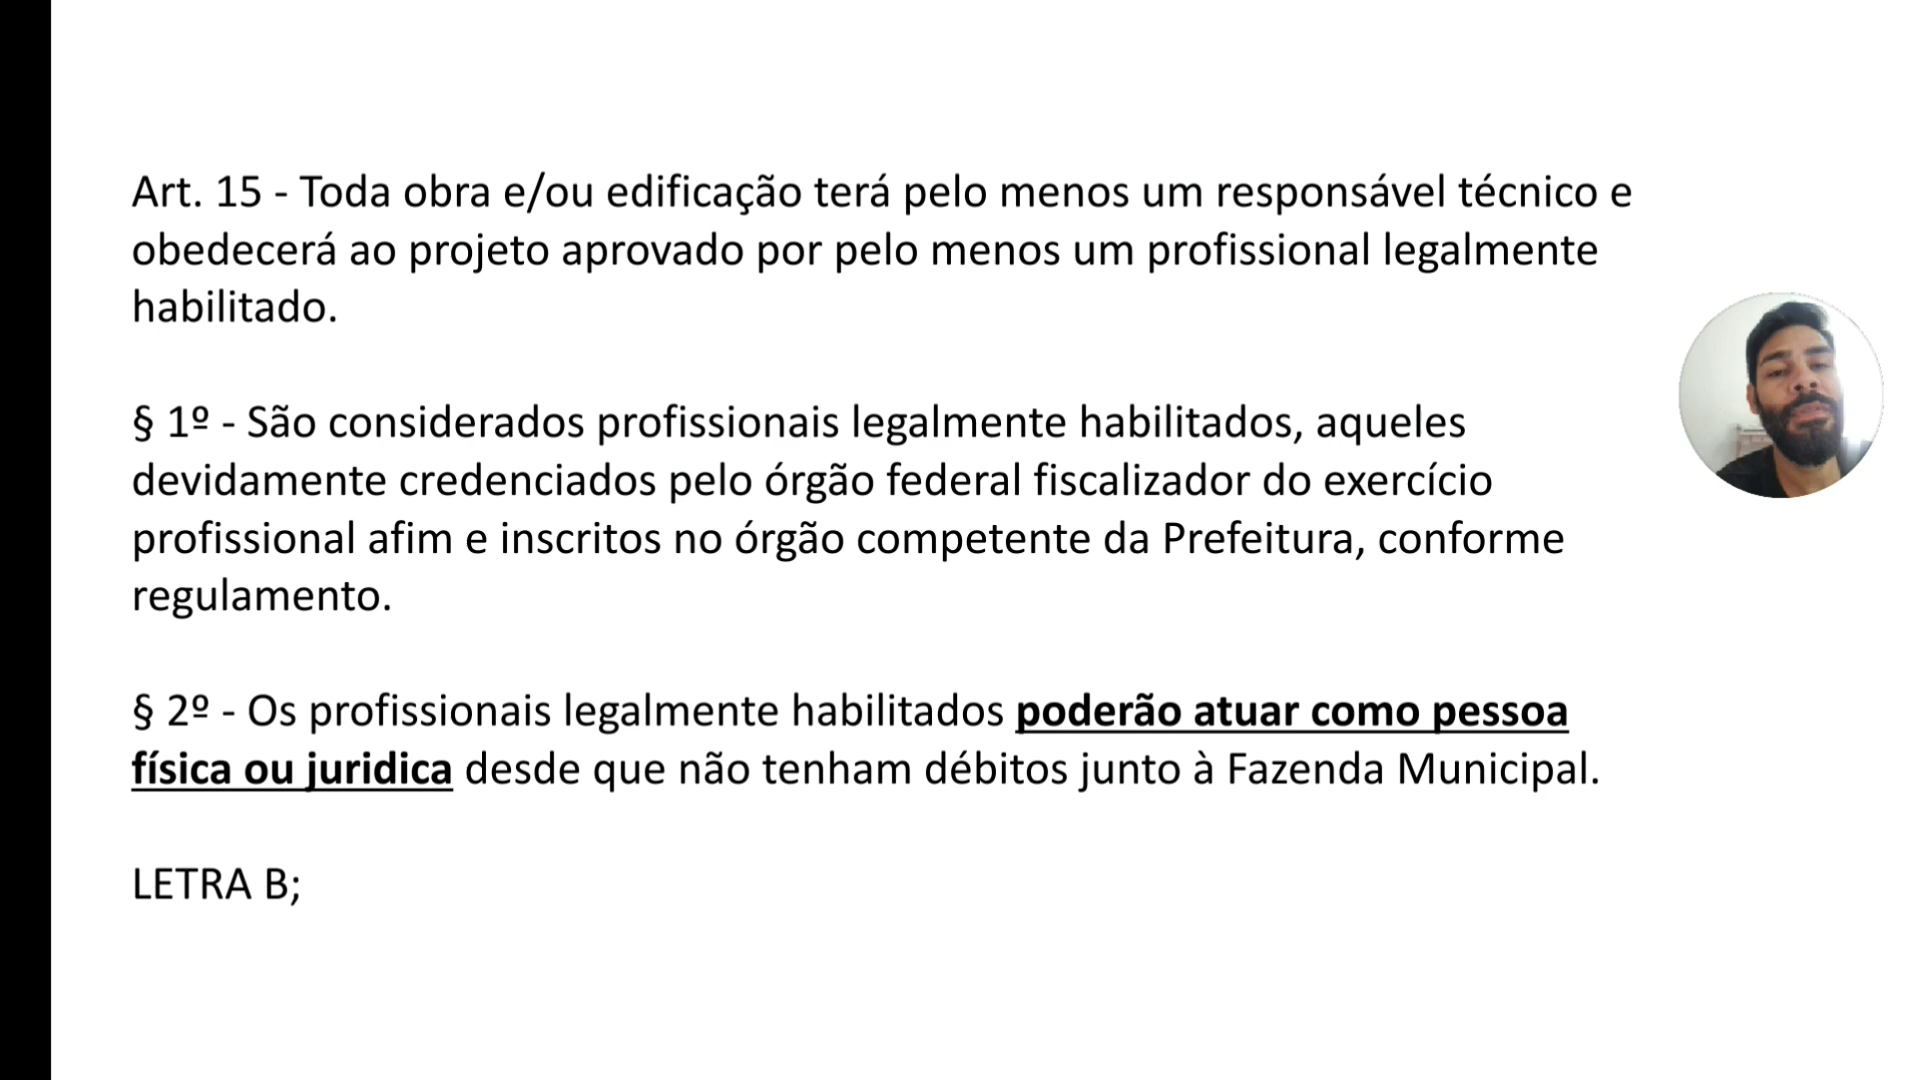 Art. 15 - Toda obra e/ou edificação terá pelo menos um responsável técnico e
obedecerá ao projeto aprovado por pelo menos um profissional legalmente
habilitado.
§ 1º - São considerados profissionais legalmente habilitados, aqueles
devidamente credenciados pelo órgão federal fiscalizador do exercício
profissional afim e inscritos no órgão competente da Prefeitura, conforme
regulamento.
§ 2º - Os profissionais legalmente habilitados poderão atuar como pessoa
física ou juridica desde que não tenham débitos junto à Fazenda Municipal.
LETRA B;